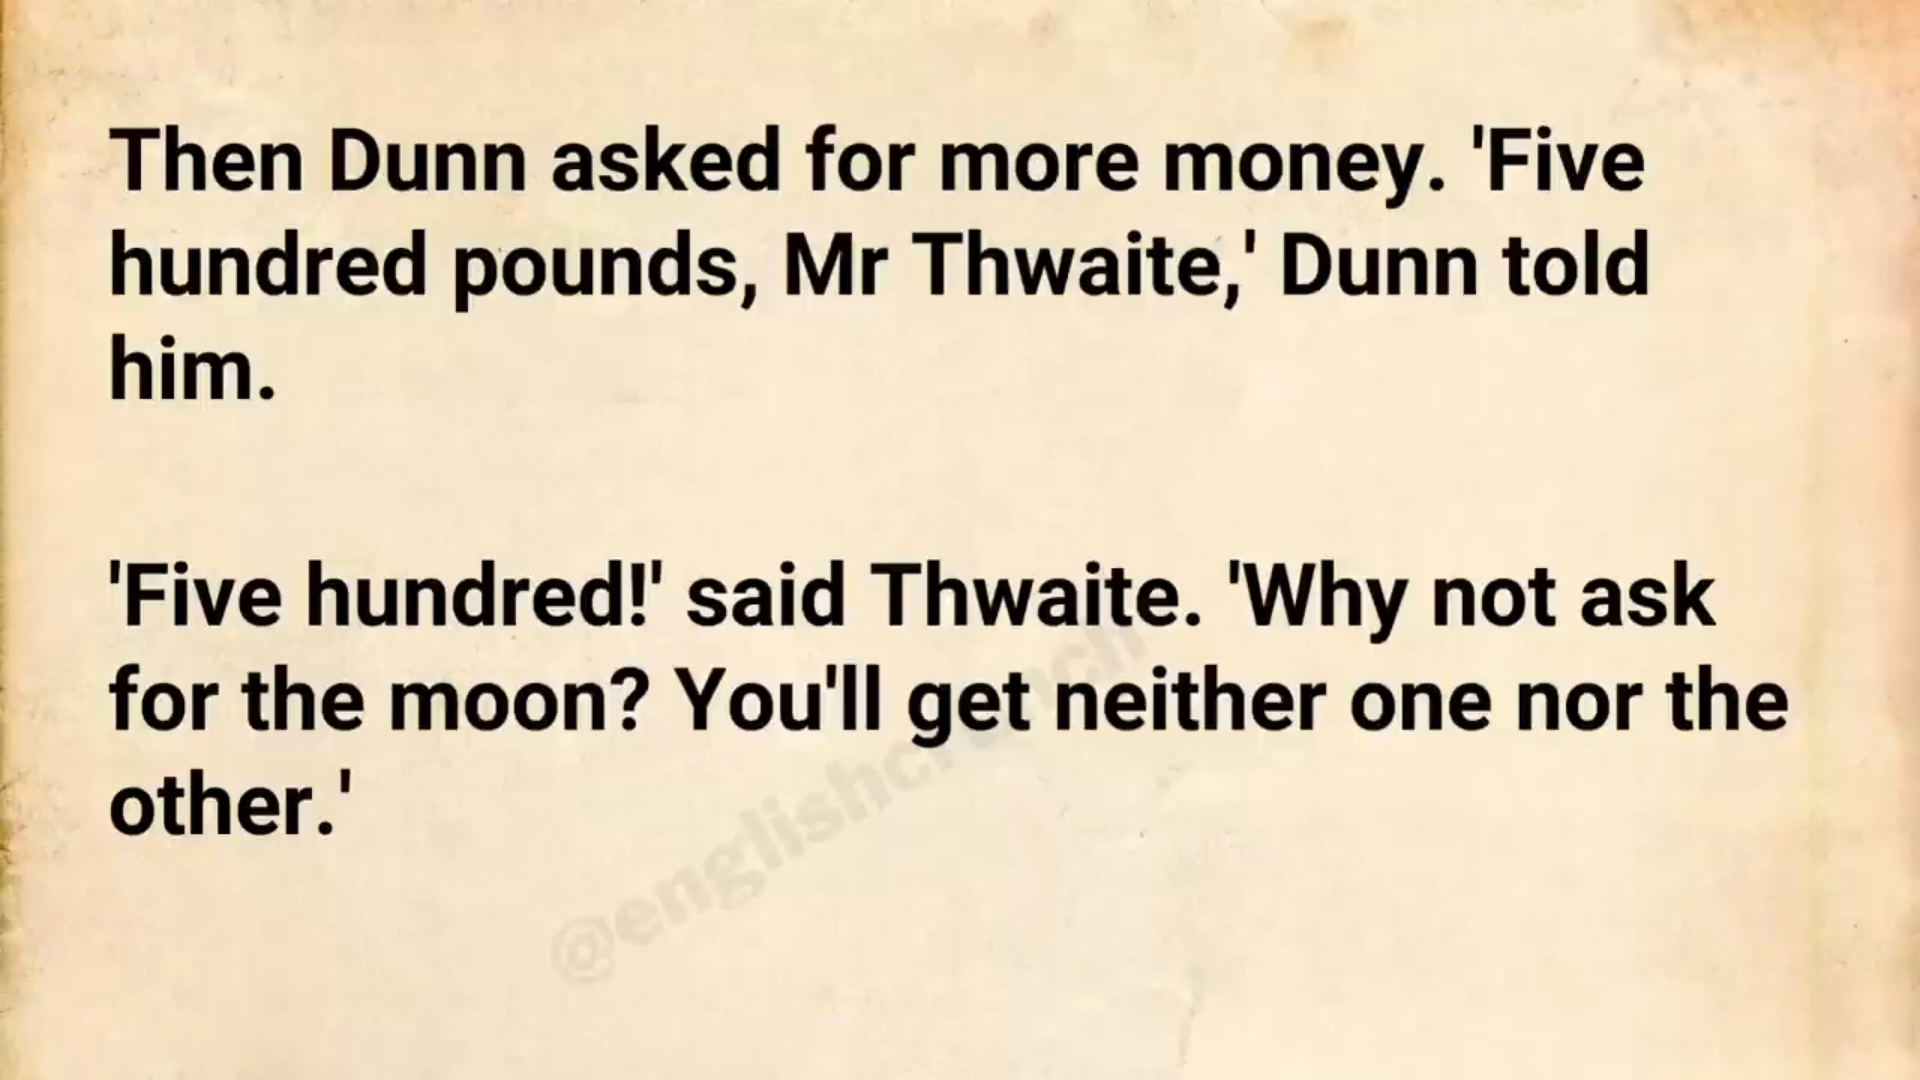 Then Dunn asked for more money. 'Five
hundred pounds, Mr Thwaite,' Dunn told
him.
'Five hundred!' said Thwaite. 'Why not ask
for the moon? You'll get neither one nor the
other.'